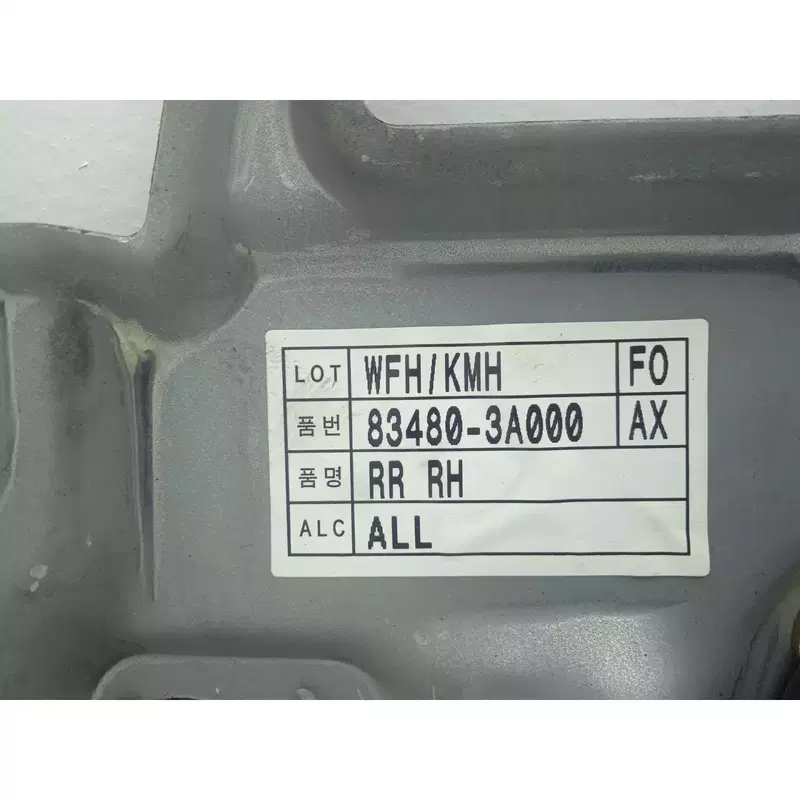 LOT WFH/KMH FO
품번 83480-3A000 AX
품명 RR RH
ALC ALL